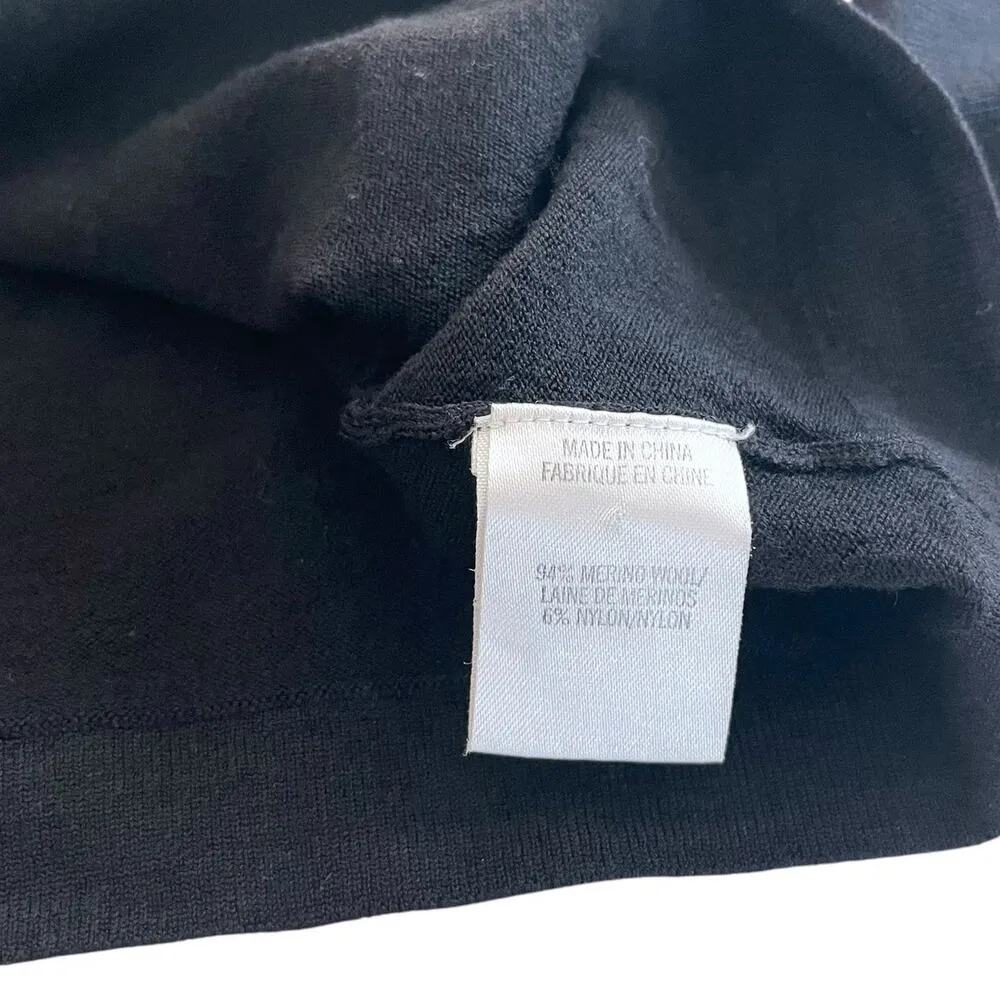 MADE IN CHINA
FABRIQUE EN CHINE
94% MERINO WOOL/
LAINE DE MERINOS
6% NYLON/NYLON